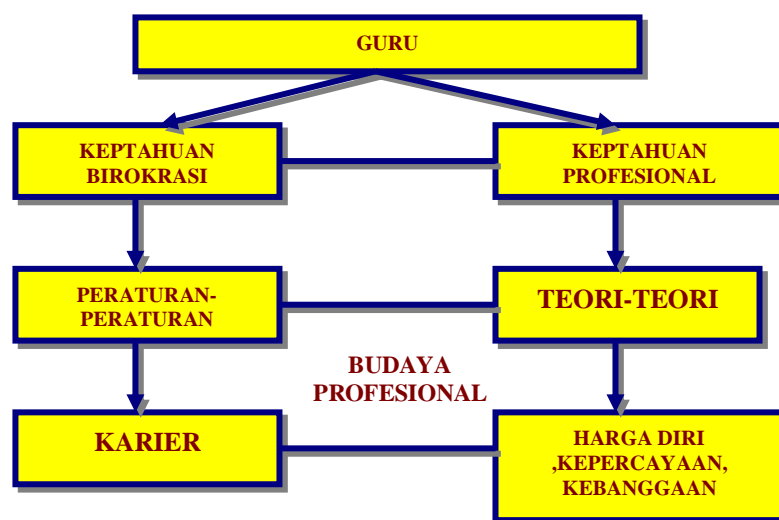 GURU
KEPTAHUAN
BIROKRASI
KEPTAHUAN
PROFESIONAL
PERATURAN-
PERATURAN
TEORI-TEORI
BUDAYA
PROFESIONAL
KARIER
HARGA DIRI
,KEPERCAYAAN,
KEBANGGAAN